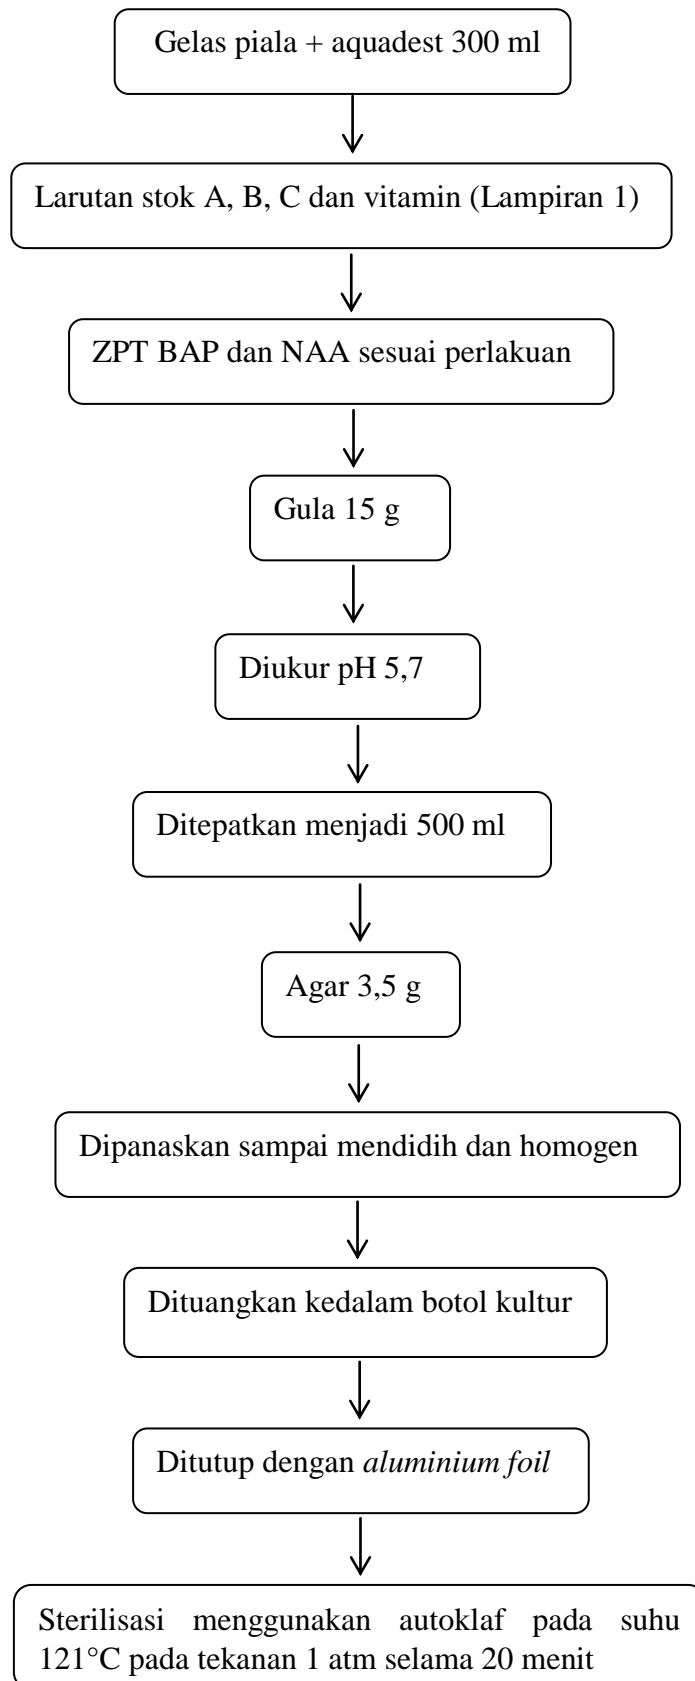 Gelas piala + aquadest 300 ml
Larutan stok A, B, C dan vitamin (Lampiran 1)
ZPT BAP dan NAA sesuai perlakuan
Gula 15 g
Diukur pH 5,7
Ditepatkan menjadi 500 ml
Agar 3,5 g
Dipanaskan sampai mendidih dan homogen
Dituangkan kedalam botol kultur
Ditutup dengan aluminium foil
Sterilisasi menggunakan autoklaf pada suhu
121°C pada tekanan 1 atm selama 20 menit